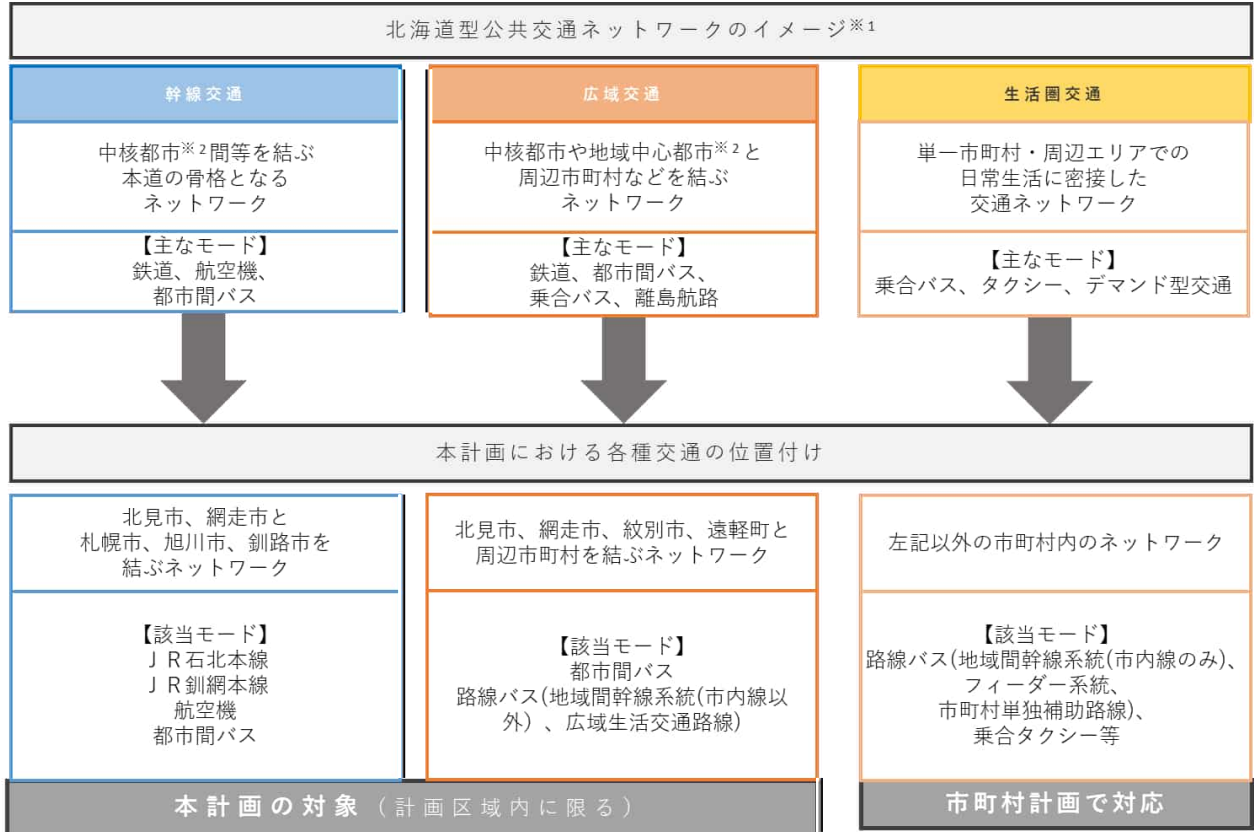 北海道型公共交通ネットワークのイメージ※1
幹線交通
中核都市※2間等を結ぶ
本道の骨格となる
ネットワーク
【主なモード】
鉄道、航空機、
都市間バス
広域交通
中核都市や地域中心都市※2と
周辺市町村などを結ぶ
ネットワーク
【主なモード】
鉄道、都市間バス、
乗合バス、離島航路
生活圏交通
単一市町村・周辺エリアでの
日常生活に密接した
交通ネットワーク
【主なモード】
乗合バス、タクシー、デマンド型交通
本計画における各種交通の位置付け
北見市、網走市と
札幌市、旭川市、釧路市を
結ぶネットワーク
【該当モード】
ＪＲ石北本線
ＪＲ釧網本線
航空機
都市間バス
北見市、網走市、紋別市、遠軽町と
周辺市町村を結ぶネットワーク
【該当モード】
都市間バス
路線バス(地域間幹線系統(市内線以
外）、広域生活交通路線)
左記以外の市町村内のネットワーク
【該当モード】
路線バス(地域間幹線系統(市内線のみ)、
フィーダー系統、
市町村単独補助路線)、
乗合タクシー等
本計画の対象（計画区域内に限る）
市町村計画で対応